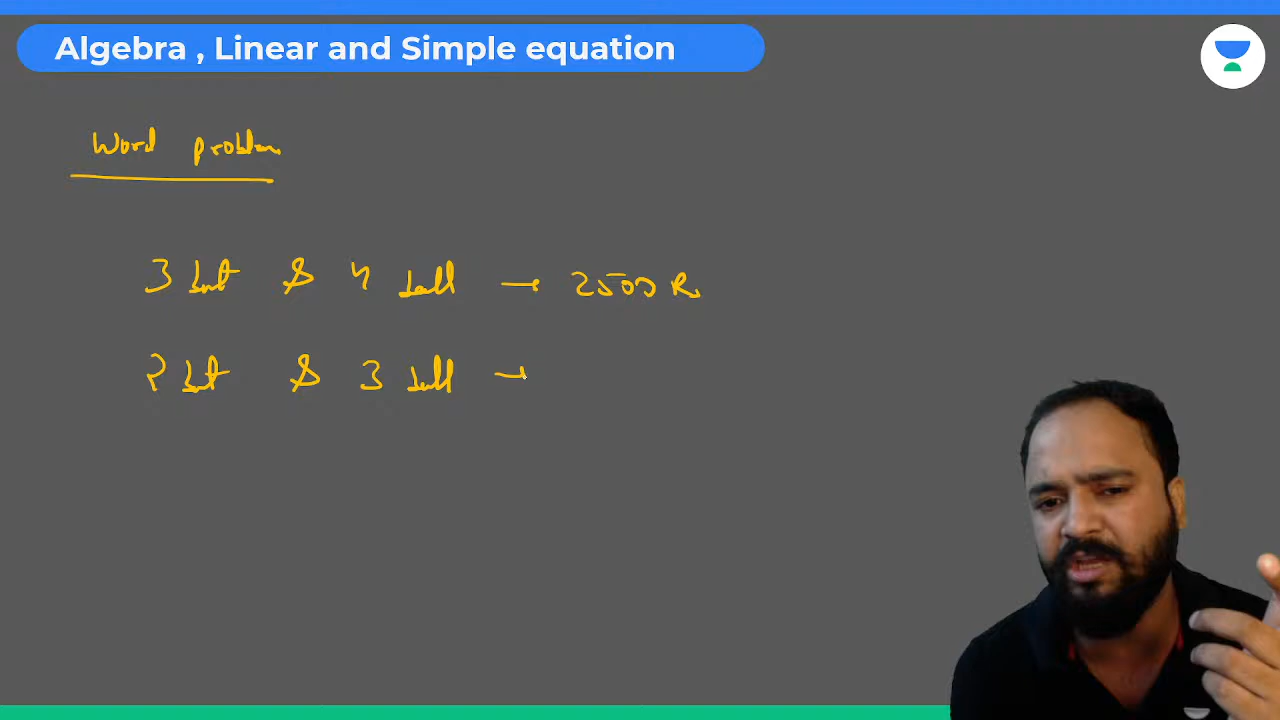 Algebra , Linear and Simple equation
Word problem
3 bat & 4 ball → 2500 Rs
2 bat & 3 ball →